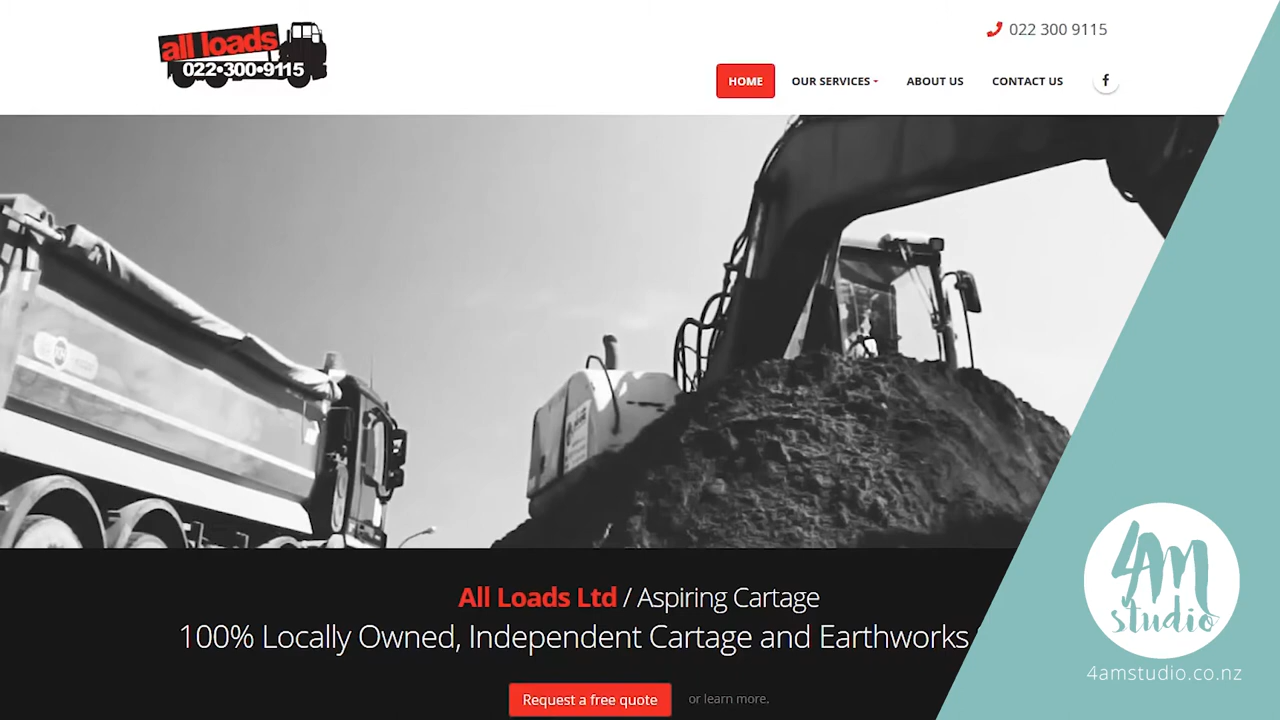 all loads
022•300•9115
022 300 9115
HOME
OUR SERVICES
ABOUT US
CONTACT US
f
All Loads Ltd / Aspiring Cartage
100% Locally Owned, Independent Cartage and Earthworks
Request a free quote
or learn more.
4AM
studio
4amstudio.co.nz